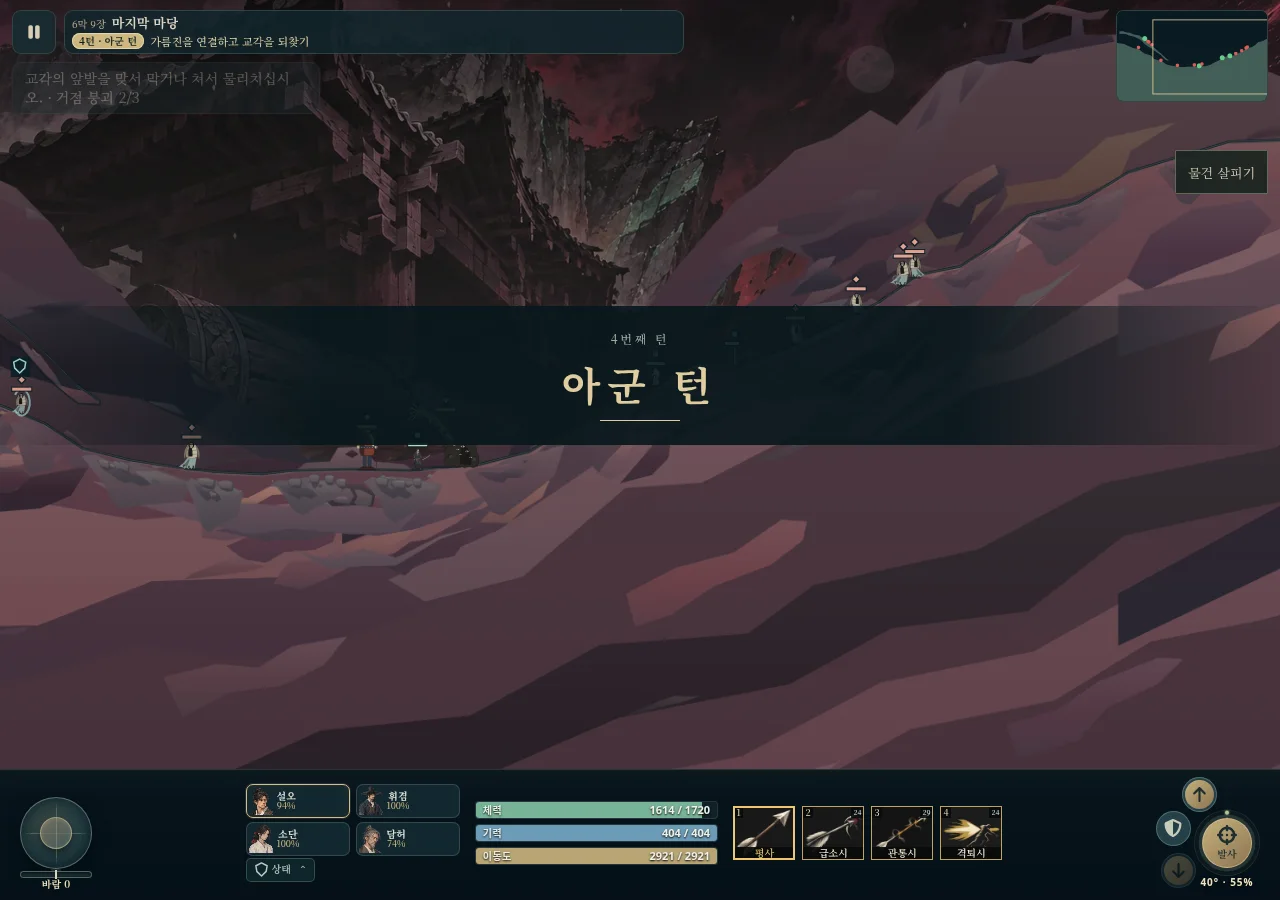 6막 9장 마지막 마당
4턴 · 아군 턴 가름진을 연결하고 교각을 되찾기
교각의 앞발을 맞서 막거나 쳐서 물리치십시
오. · 거점 붕괴 2/3
물건 살피기
4번째 턴
아군 턴
바람 0
설오
94%
휘겸
100%
소단
100%
담허
74%
상태
체력 1614 / 1720
기력 404 / 404
이동도 2921 / 2921
1 평사
2 24 급소시
3 29 관통시
4 24 격퇴시
발사
40° · 55%